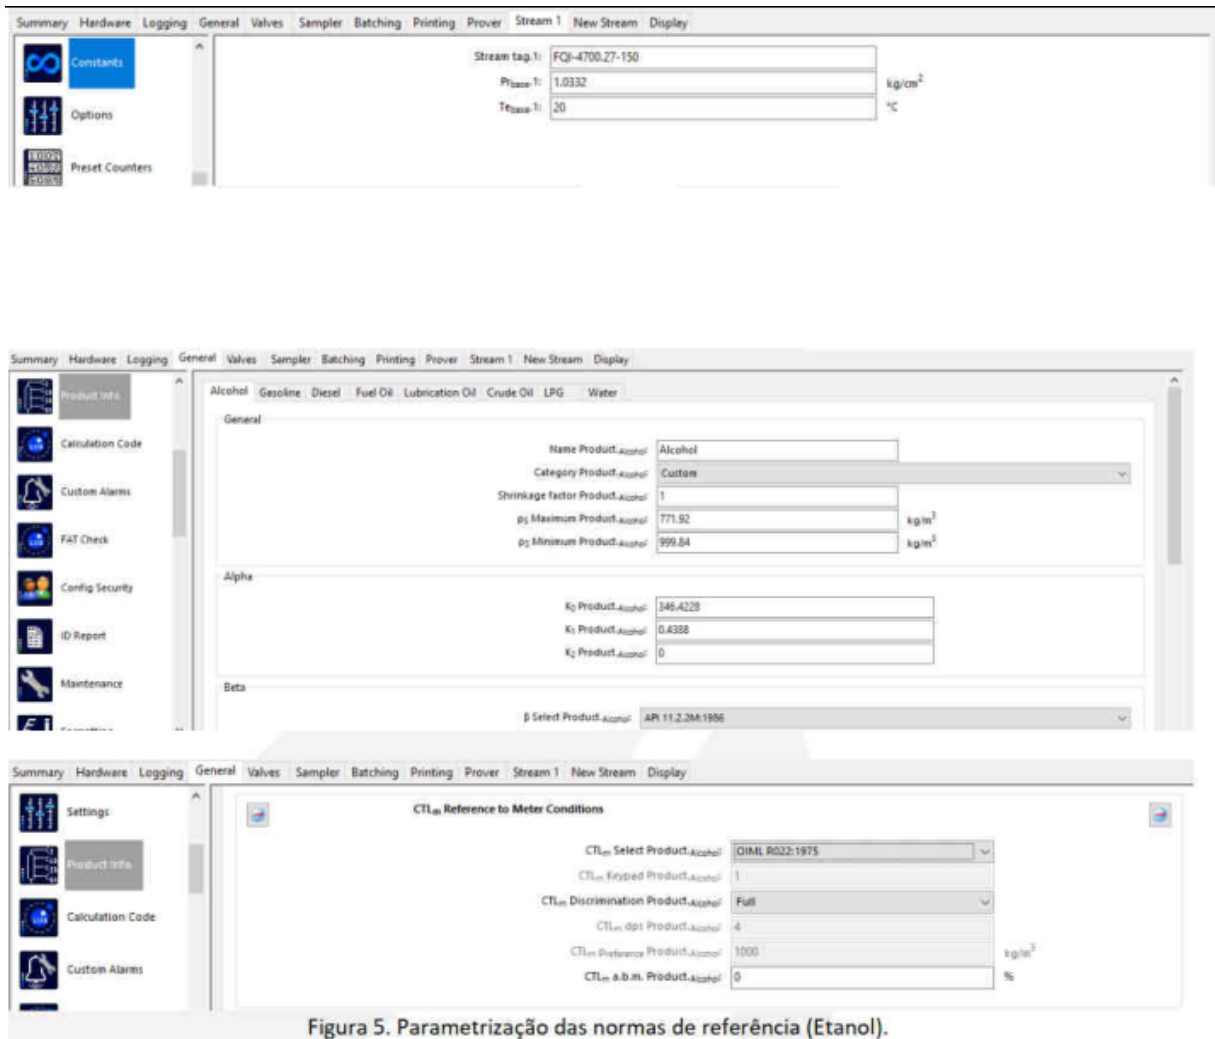 Summary Hardware Logging General Valves Sampler Batching Printing Prover Stream 1 New Stream Display
Constants
Options
Preset Counters
Stream tag.1: FQI-4700.27-150
Pr base.1: 1.0332 kg/cm²
Te base.1: 20 °C
Summary Hardware Logging General Valves Sampler Batching Printing Prover Stream 1 New Stream Display
Product Info
Calculation Code
Custom Alarms
FAT Check
Config Security
ID Report
Maintenance
Alcohol Gasoline Diesel Fuel Oil Lubrication Oil Crude Oil LPG Water
General
Name Product.Alcohol: Alcohol
Category Product.Alcohol: Custom
Shrinkage factor Product.Alcohol: 1
ρS Maximum Product.Alcohol: 771.92 kg/m³
ρS Minimum Product.Alcohol: 999.84 kg/m³
Alpha
K0 Product.Alcohol: 346.4228
K1 Product.Alcohol: 0.4388
K2 Product.Alcohol: 0
Beta
β Select Product.Alcohol: API 11.2.2M:1986
Summary Hardware Logging General Valves Sampler Batching Printing Prover Stream 1 New Stream Display
Settings
Product Info
Calculation Code
Custom Alarms
CTLm Reference to Meter Conditions
CTLm Select Product.Alcohol: OIML R022:1975
CTLm Keypad Product.Alcohol: 1
CTLm Discrimination Product.Alcohol: Full
CTLm dps Product.Alcohol: 4
CTLm Preference Product.Alcohol: 1000 kg/m³
CTLm a.b.m. Product.Alcohol: 0 %
Figura 5. Parametrização das normas de referência (Etanol).